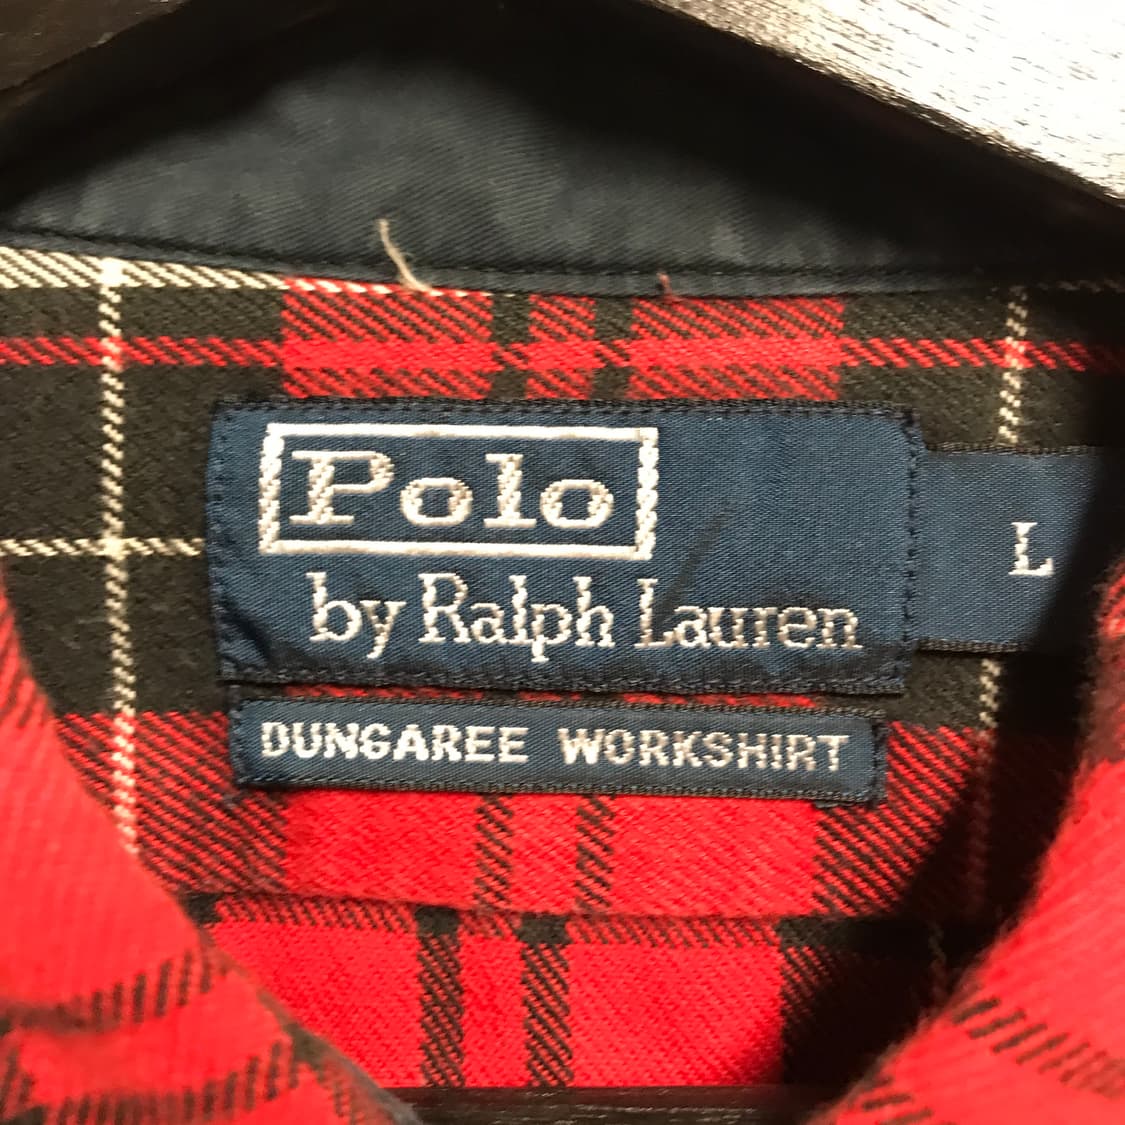 Polo
by Ralph Lauren
L
DUNGAREE WORKSHIRT